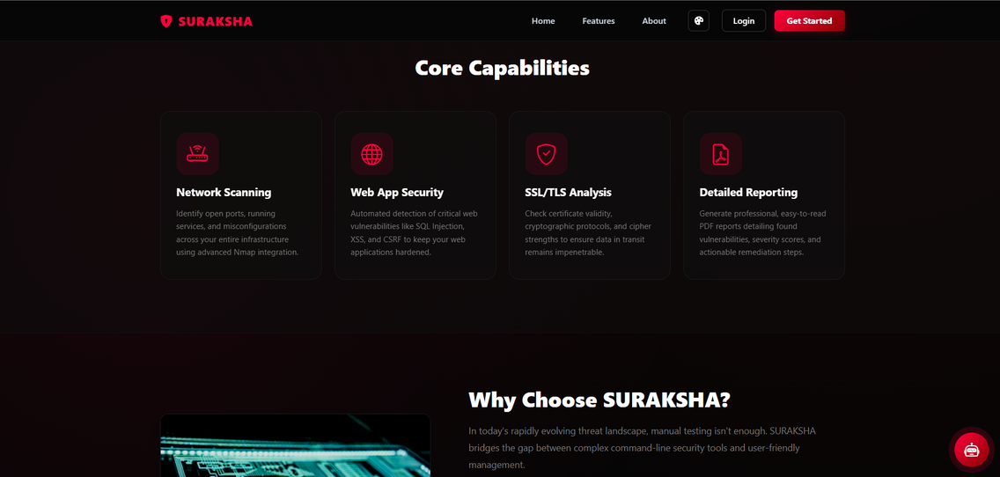 SURAKSHA
Home Features About Login Get Started
Core Capabilities
Network Scanning
Identify open ports, running
services, and misconfigurations
across your entire infrastructure
using advanced Nmap integration.
Web App Security
Automated detection of critical web
vulnerabilities like SQL Injection,
XSS, and CSRF to keep your web
applications hardened.
SSL/TLS Analysis
Check certificate validity,
cryptographic protocols, and cipher
strengths to ensure data in transit
remains impenetrable.
Detailed Reporting
Generate professional, easy-to-read
PDF reports detailing found
vulnerabilities, severity scores, and
actionable remediation steps.
Why Choose SURAKSHA?
In today's rapidly evolving threat landscape, manual testing isn't enough. SURAKSHA
bridges the gap between complex command-line security tools and user-friendly
management.